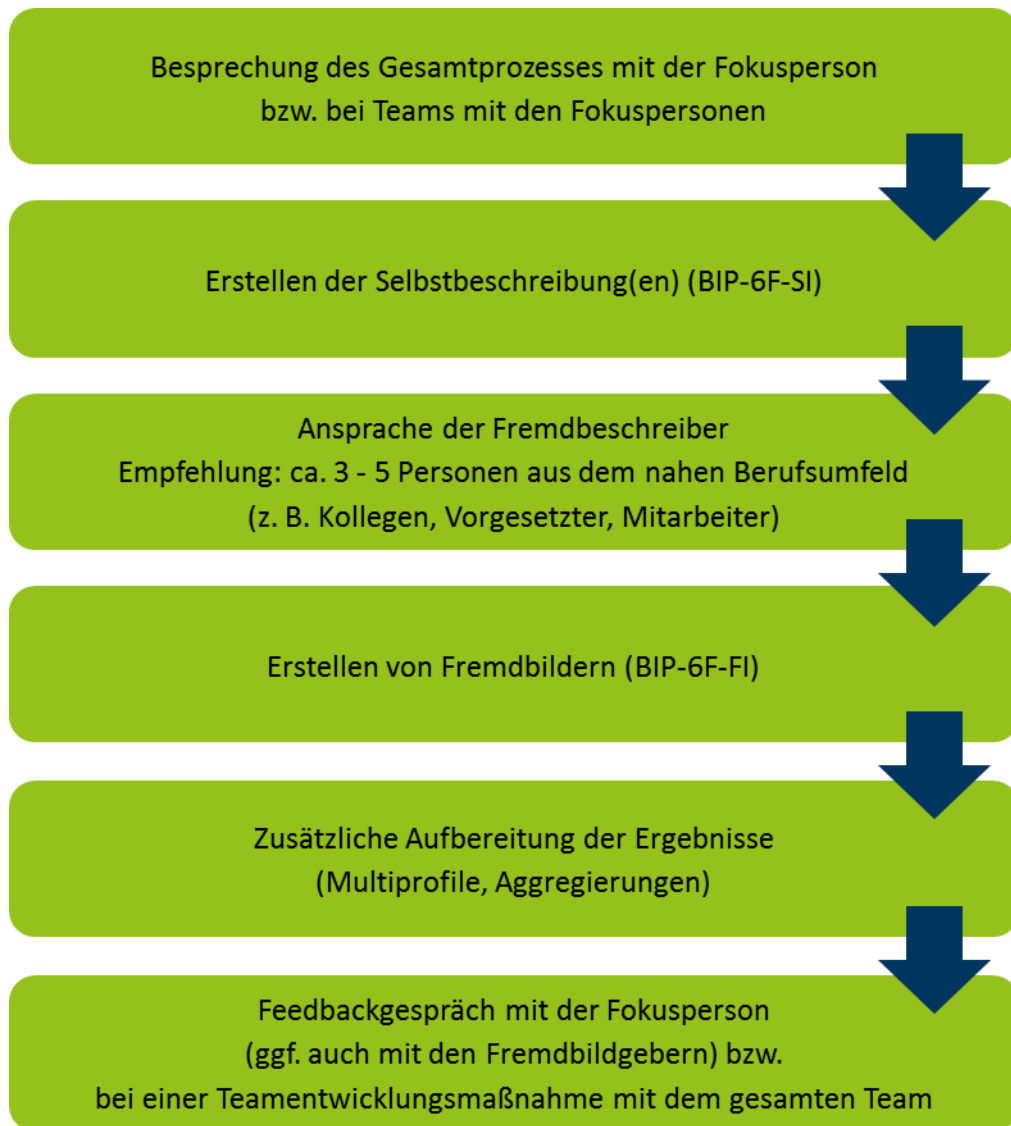 Besprechung des Gesamtprozesses mit der Fokusperson
bzw. bei Teams mit den Fokuspersonen
Erstellen der Selbstbeschreibung(en) (BIP-6F-SI)
Ansprache der Fremdbeschreiber
Empfehlung: ca. 3 - 5 Personen aus dem nahen Berufsumfeld
(z. B. Kollegen, Vorgesetzter, Mitarbeiter)
Erstellen von Fremdbildern (BIP-6F-FI)
Zusätzliche Aufbereitung der Ergebnisse
(Multiprofile, Aggregierungen)
Feedbackgespräch mit der Fokusperson
(ggf. auch mit den Fremdbildgebern) bzw.
bei einer Teamentwicklungsmaßnahme mit dem gesamten Team